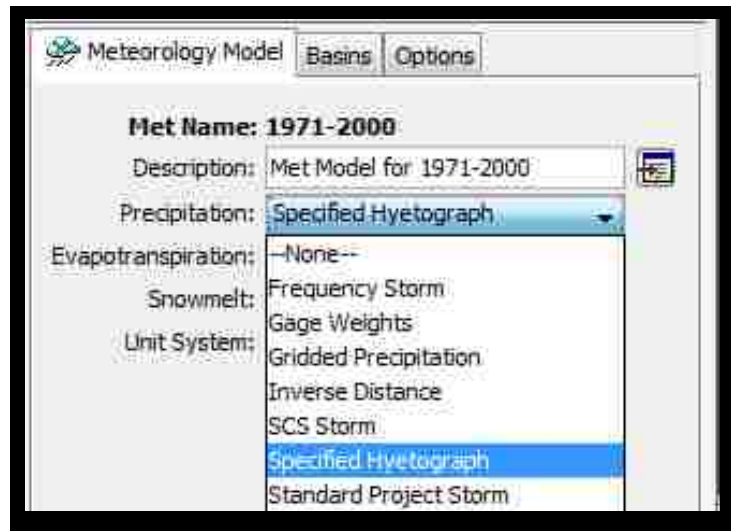 Meteorology Model Basins Options
Met Name: 1971-2000
Description: Met Model for 1971-2000
Precipitation: Specified Hyetograph
Evapotranspiration: --None--
Snowmelt: Frequency Storm
Gage Weights
Unit System: Gridded Precipitation
Inverse Distance
SCS Storm
Specified Hyetograph
Standard Project Storm